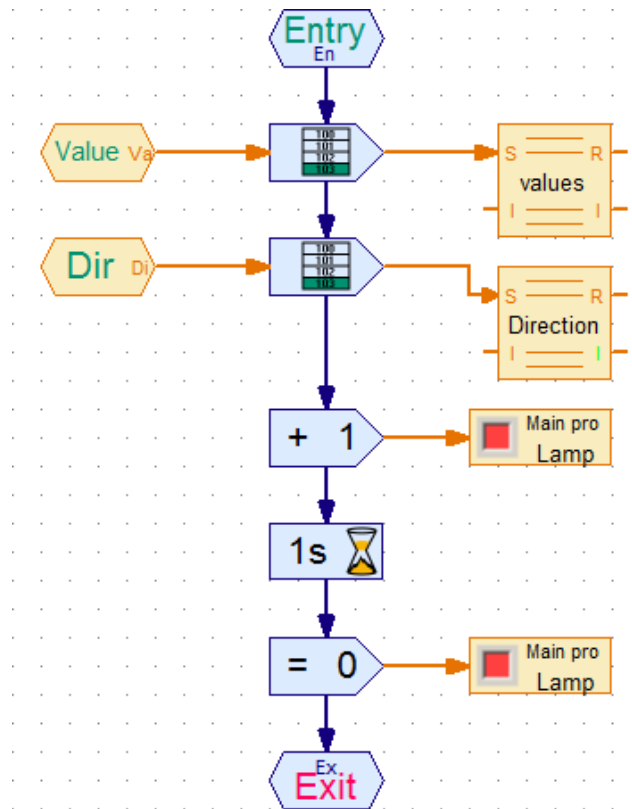 Entry
En
Value Va
100
101
102
103
S R
values
I I
Dir Di
100
101
102
103
S R
Direction
I I
+ 1
Main pro
Lamp
1s
= 0
Main pro
Lamp
Ex
Exit